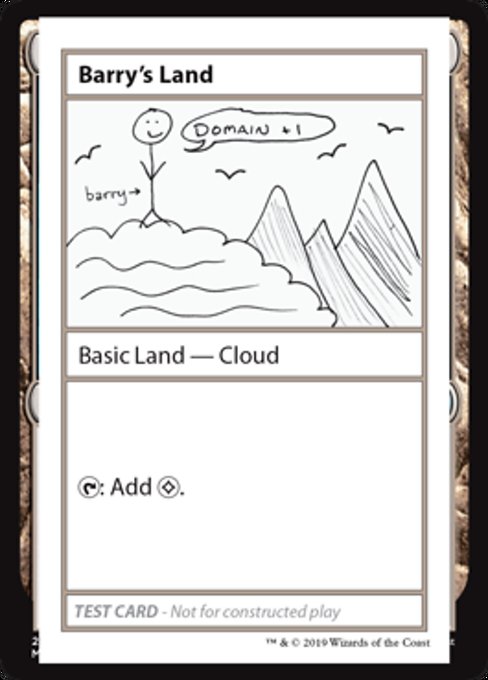 Barry's Land
DOMAIN +1
barry→
Basic Land — Cloud
: Add .
TEST CARD - Not for constructed play
™ & © 2019 Wizards of the Coast